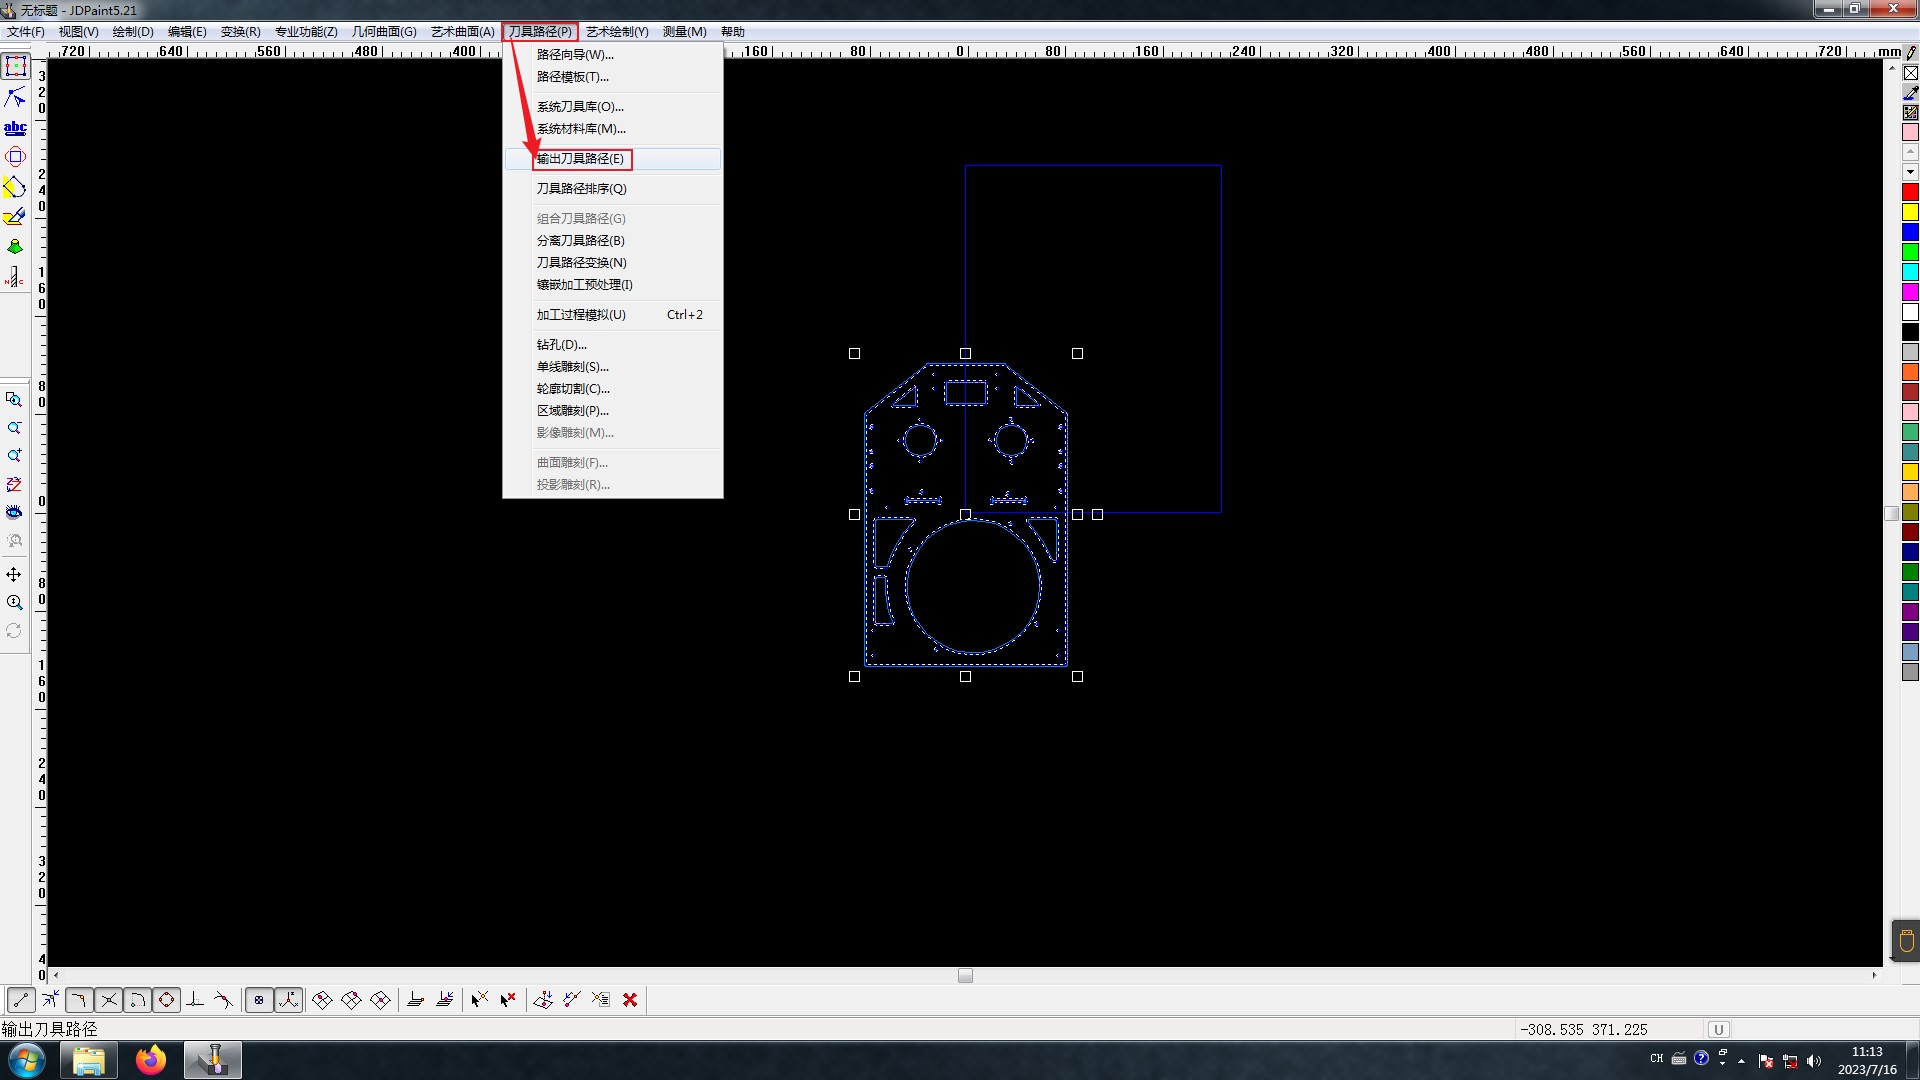 无标题 - JDPaint5.21
文件(F) 视图(V) 绘制(D) 编辑(E) 变换(R) 专业功能(Z) 几何曲面(G) 艺术曲面(A) 刀具路径(P) 艺术绘制(Y) 测量(M) 帮助
720 640 560 480 400 160 80 0 80 160 240 320 400 480 560 640 720 mm
路径向导(W)...
路径模板(T)...
系统刀具库(O)...
系统材料库(M)...
输出刀具路径(E)
刀具路径排序(Q)
组合刀具路径(G)
分离刀具路径(B)
刀具路径变换(N)
镶嵌加工预处理(I)
加工过程模拟(U) Ctrl+2
钻孔(D)...
单线雕刻(S)...
轮廓切割(C)...
区域雕刻(P)...
影像雕刻(M)...
曲面雕刻(F)...
投影雕刻(R)...
abc
N C
320
240
160
80
0
80
160
240
320
40
输出刀具路径
-308.535 371.225
U
CH
11:13
2023/7/16